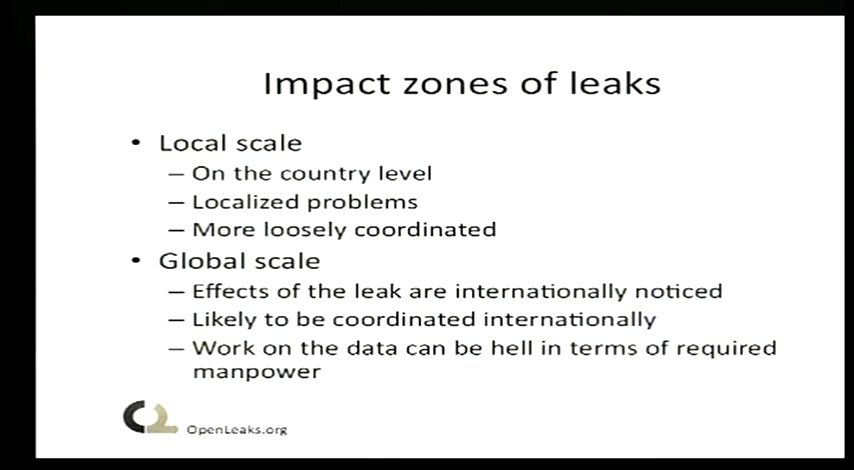 Impact zones of leaks
• Local scale
– On the country level
– Localized problems
– More loosely coordinated
• Global scale
– Effects of the leak are internationally noticed
– Likely to be coordinated internationally
– Work on the data can be hell in terms of required
manpower
OpenLeaks.org